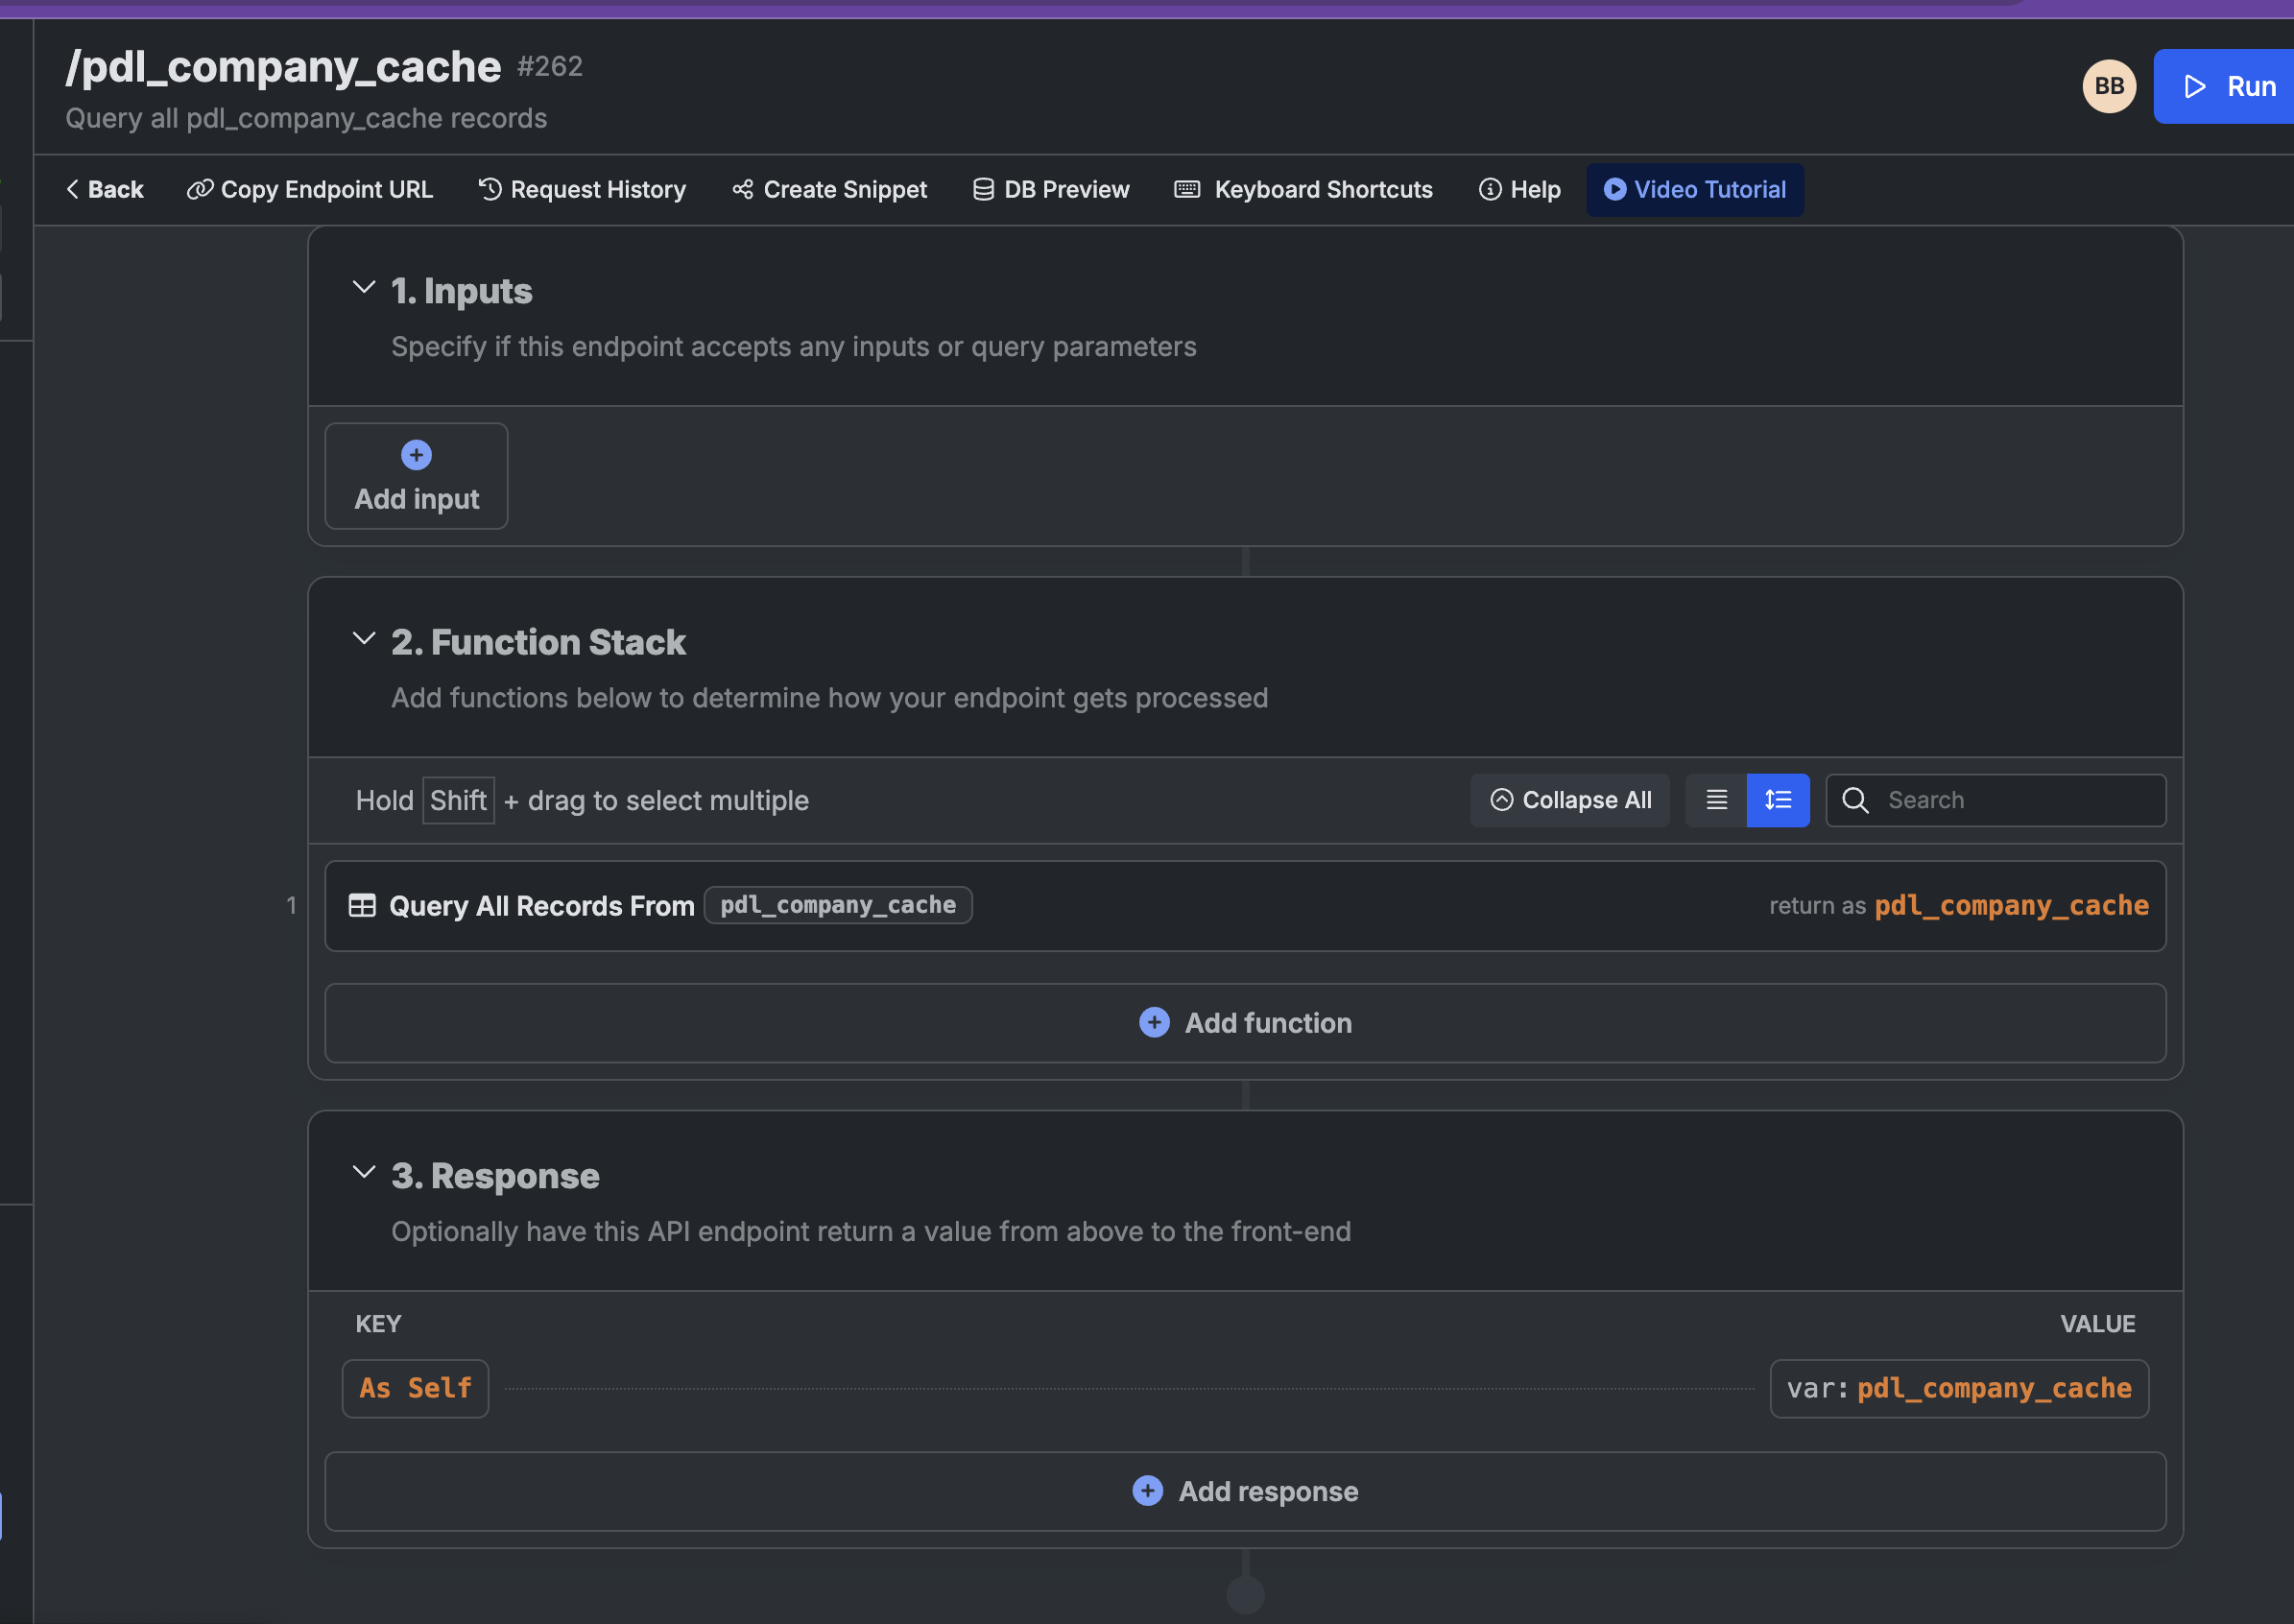 /pdl_company_cache #262
Query all pdl_company_cache records
BB
Run
Back
Copy Endpoint URL
Request History
Create Snippet
DB Preview
Keyboard Shortcuts
Help
Video Tutorial
1. Inputs
Specify if this endpoint accepts any inputs or query parameters
Add input
2. Function Stack
Add functions below to determine how your endpoint gets processed
Hold Shift + drag to select multiple
Collapse All
Search
1
Query All Records From pdl_company_cache
return as pdl_company_cache
Add function
3. Response
Optionally have this API endpoint return a value from above to the front-end
KEY
VALUE
As Self
var: pdl_company_cache
Add response